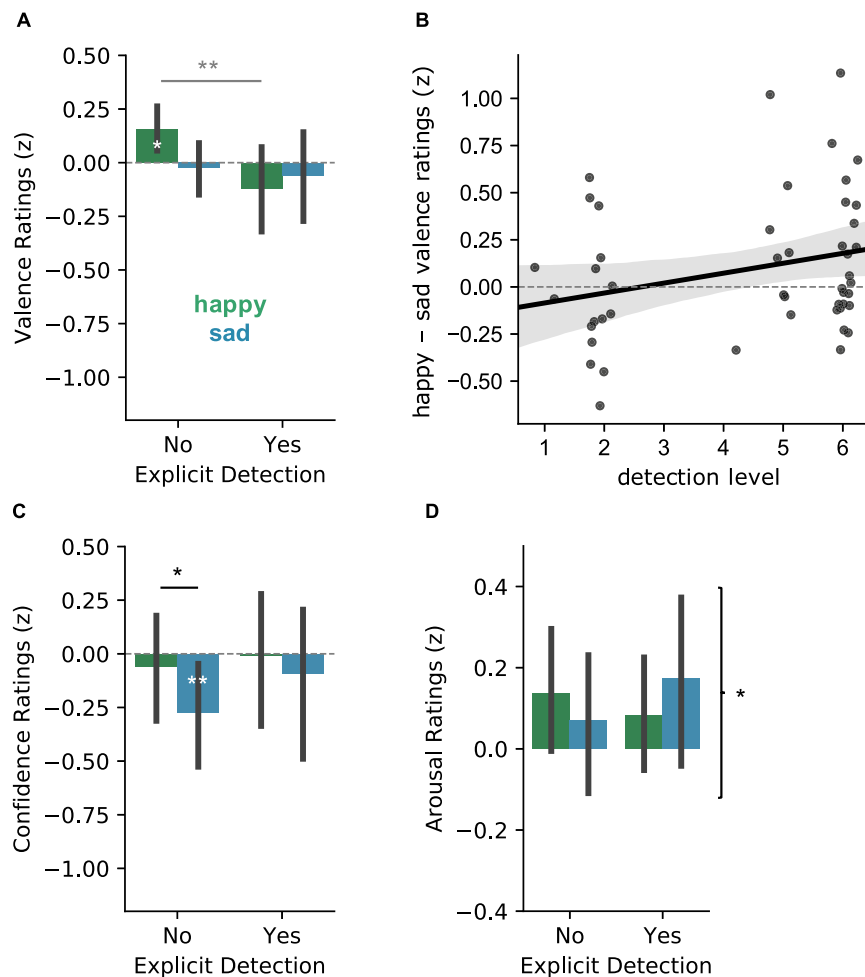 A
Valence Ratings (z)
0.50
0.25
0.00
−0.25
−0.50
−0.75
−1.00
**
*
happy
sad
No
Yes
Explicit Detection
B
happy – sad valence ratings (z)
1.00
0.75
0.50
0.25
0.00
−0.25
−0.50
1
2
3
4
5
6
detection level
C
Confidence Ratings (z)
0.50
0.25
0.00
−0.25
−0.50
−0.75
−1.00
*
**
No
Yes
Explicit Detection
D
Arousal Ratings (z)
0.4
0.2
0.0
−0.2
−0.4
*
No
Yes
Explicit Detection